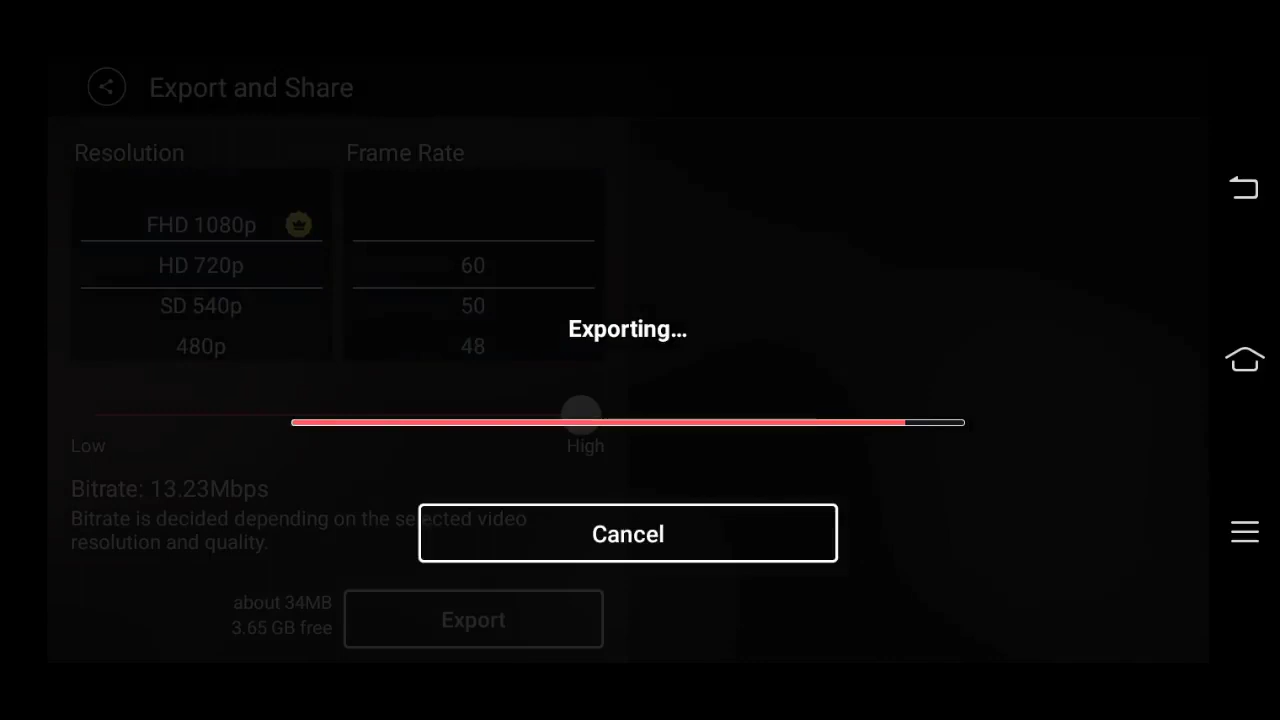 Export and Share
Resolution
Frame Rate
FHD 1080p
HD 720p
SD 540p
480p
60
50
48
Exporting...
Low
High
Bitrate: 13.23Mbps
Bitrate is decided depending on the selected video
resolution and quality.
Cancel
about 34MB
3.65 GB free
Export